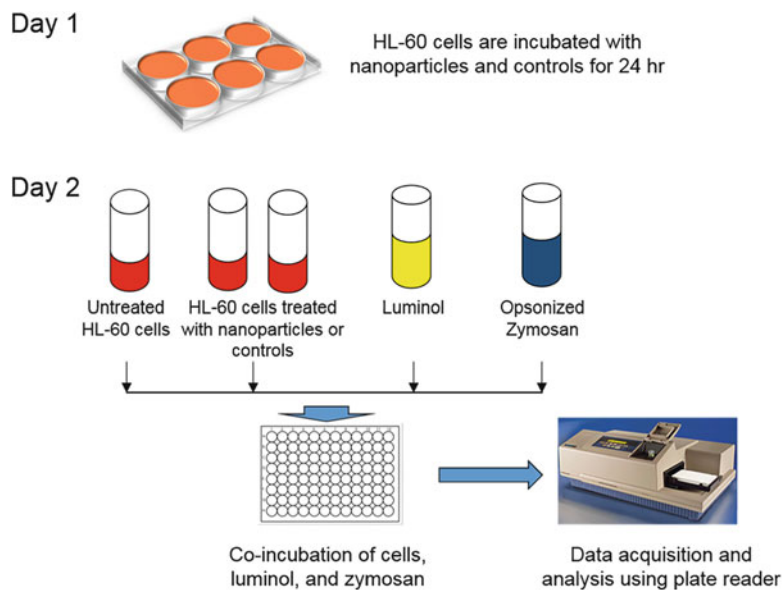 Day 1
HL-60 cells are incubated with
nanoparticles and controls for 24 hr
Day 2
Untreated
HL-60 cells
HL-60 cells treated
with nanoparticles or
controls
Luminol
Opsonized
Zymosan
Co-incubation of cells,
luminol, and zymosan
Data acquisition and
analysis using plate reader